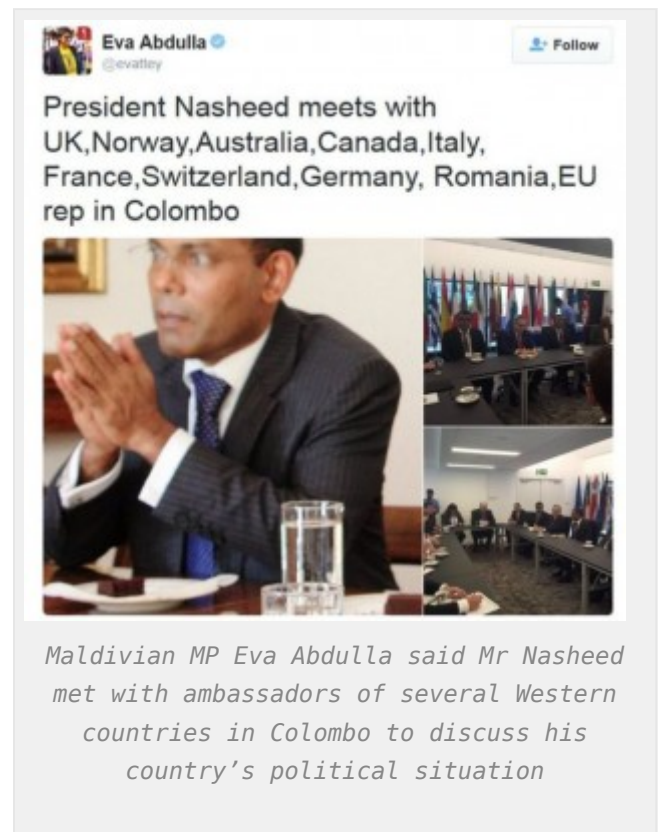 Eva Abdulla
@evattey
Follow
President Nasheed meets with
UK,Norway,Australia,Canada,Italy,
France,Switzerland,Germany, Romania,EU
rep in Colombo
Maldivian MP Eva Abdulla said Mr Nasheed
met with ambassadors of several Western
countries in Colombo to discuss his
country’s political situation